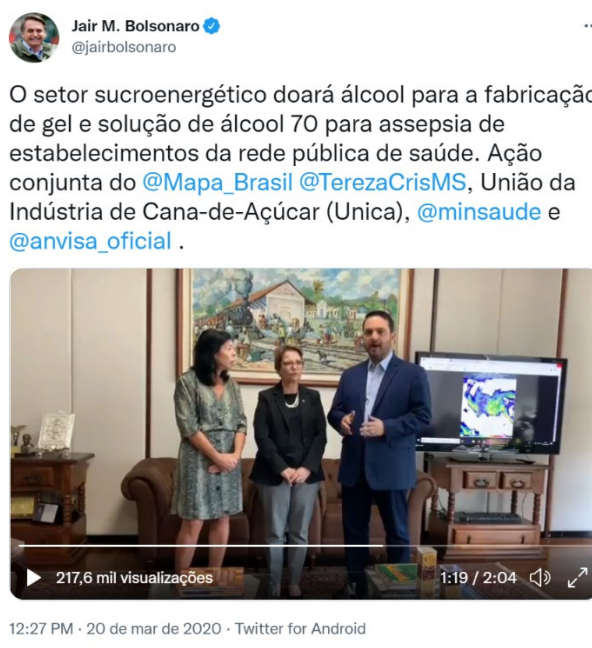 Jair M. Bolsonaro
@jairbolsonaro
O setor sucroenergético doará álcool para a fabricação
de gel e solução de álcool 70 para assepsia de
estabelecimentos da rede pública de saúde. Ação
conjunta do @Mapa_Brasil @TerezaCrisMS, União da
Indústria de Cana-de-Açúcar (Unica), @minsaude e
@anvisa_oficial .
217,6 mil visualizações
1:19 / 2:04
12:27 PM · 20 de mar de 2020 · Twitter for Android